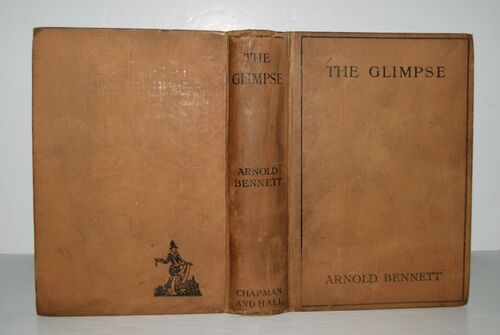 THE
GLIMPSE
ARNOLD
BENNETT
CHAPMAN
AND HALL
THE GLIMPSE
ARNOLD BENNETT